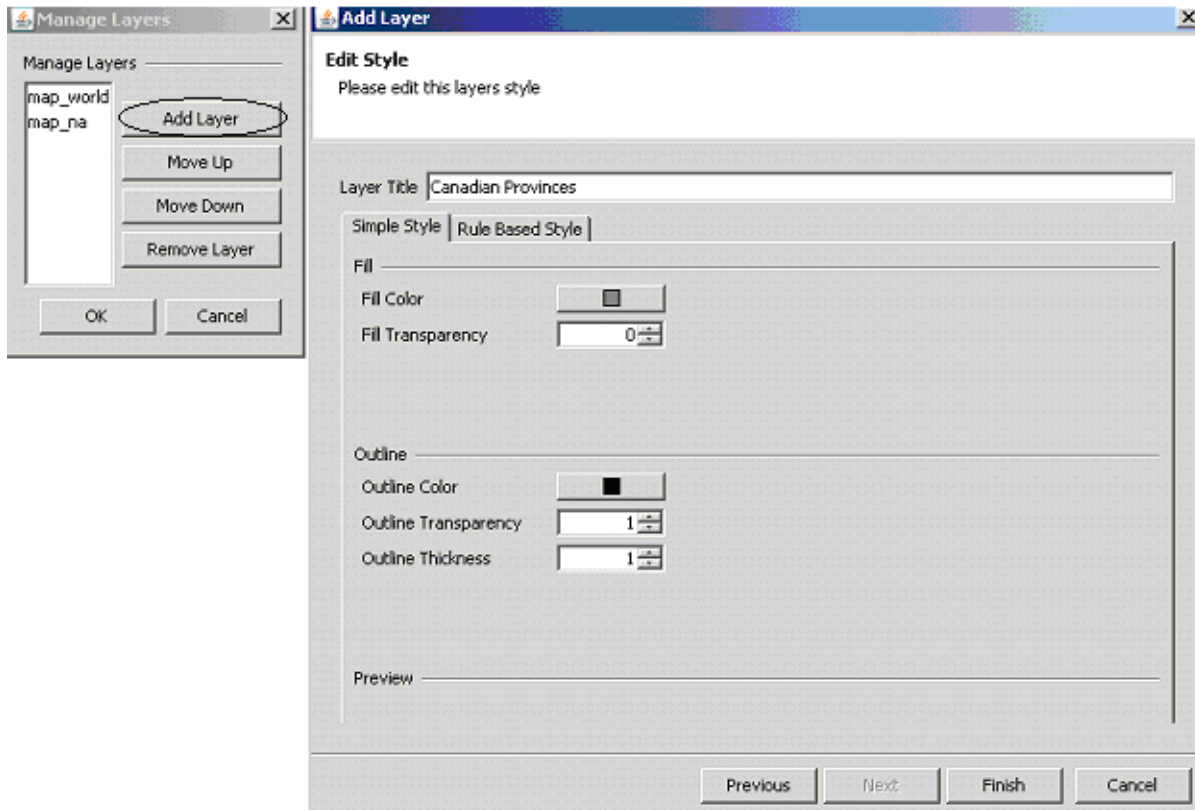 Manage Layers
Manage Layers
map_world
map_na
Add Layer
Move Up
Move Down
Remove Layer
OK Cancel
Add Layer
Edit Style
Please edit this layers style
Layer Title Canadian Provinces
Simple Style Rule Based Style
Fill
Fill Color
Fill Transparency 0
Outline
Outline Color
Outline Transparency 1
Outline Thickness 1
Preview
Previous Next Finish Cancel